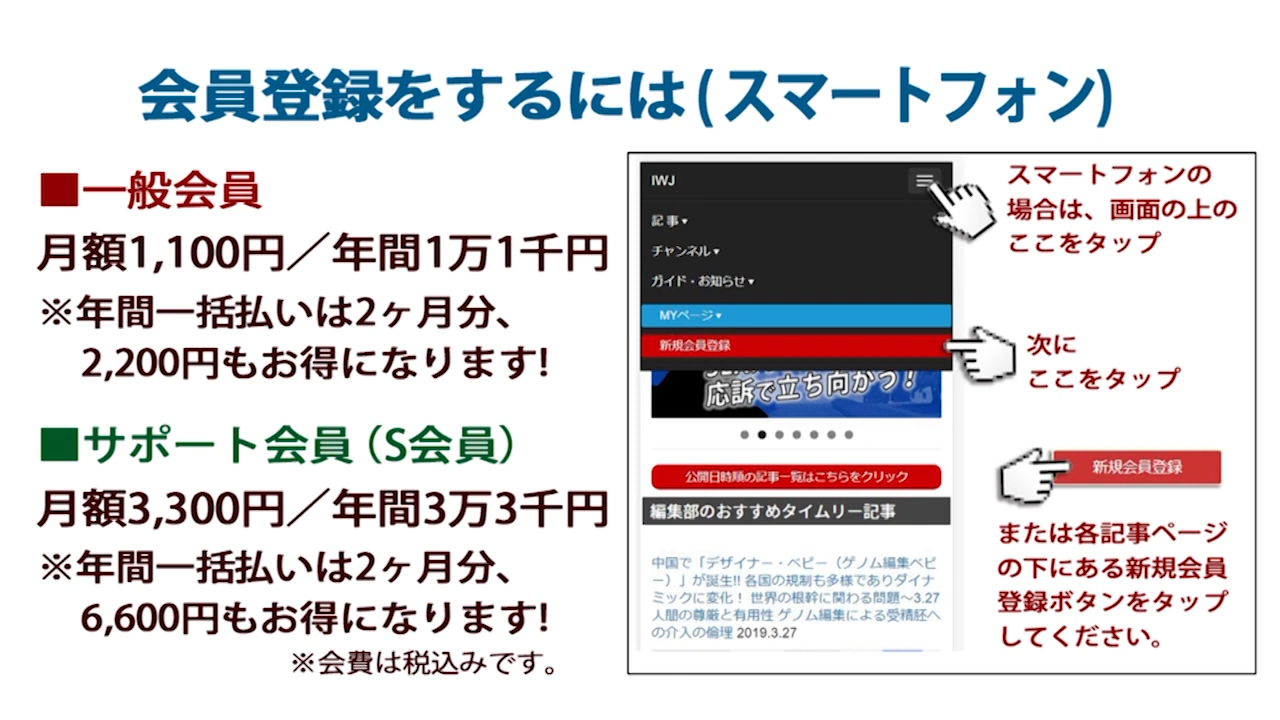 会員登録をするには(スマートフォン)
■一般会員
月額1,100円／年間1万1千円
※年間一括払いは2ヶ月分、
2,200円もお得になります!
■サポート会員（S会員）
月額3,300円／年間3万3千円
※年間一括払いは2ヶ月分、
6,600円もお得になります!
※会費は税込みです。
IWJ
記事▾
チャンネル▾
ガイド・お知らせ▾
MYページ▾
新規会員登録
応訴で立ち向かう！
公開日時順の記事一覧はこちらをクリック
編集部のおすすめタイムリー記事
中国で「デザイナー・ベビー（ゲノム編集ベビ
ー）」が誕生!! 各国の規制も多様でありダイナ
ミックに変化！ 世界の根幹に関わる問題～3.27
人間の尊厳と有用性 ゲノム編集による受精胚へ
の介入の倫理 2019.3.27
スマートフォンの
場合は、画面の上の
ここをタップ
次に
ここをタップ
新規会員登録
または各記事ページ
の下にある新規会員
登録ボタンをタップ
してください。